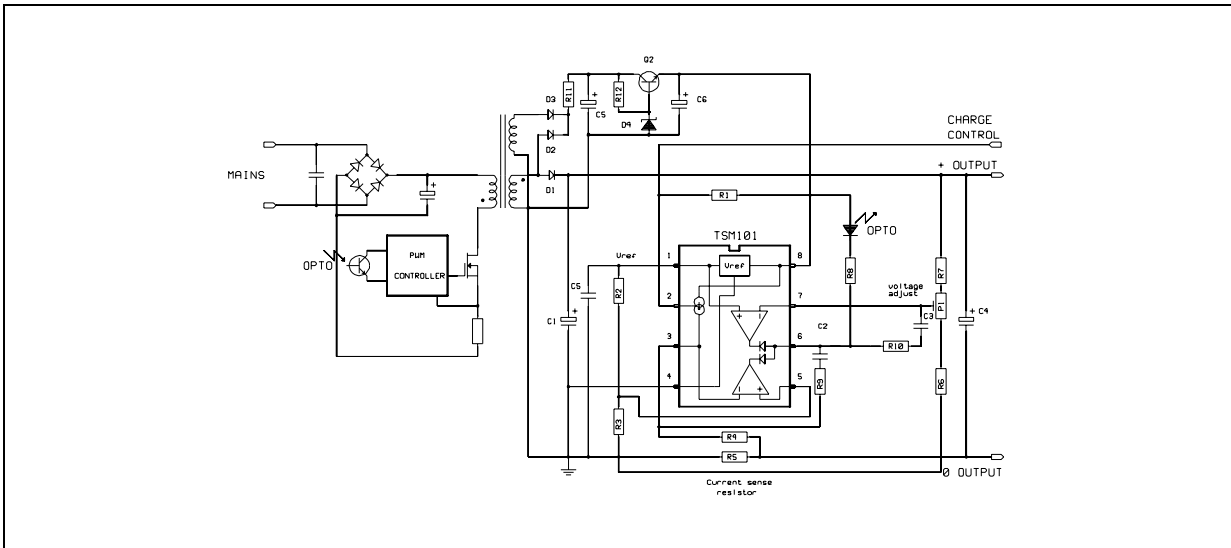 Q2
D3
R11
+
C5
R12
+
C6
D4
D2
CHARGE
CONTROL
+ OUTPUT
MAINS
+
D1
R1
OPTO
TSM101
OPTO
PWM
CONTROLLER
Vref
1
Vref
8
R8
R7
C5
R2
2
7
voltage
adjust
P1
C1
+
+
-
C2
C3
+
C4
3
6
R10
4
5
R9
R6
-
+
R3
R4
R5
0 OUTPUT
Current sense
resistor